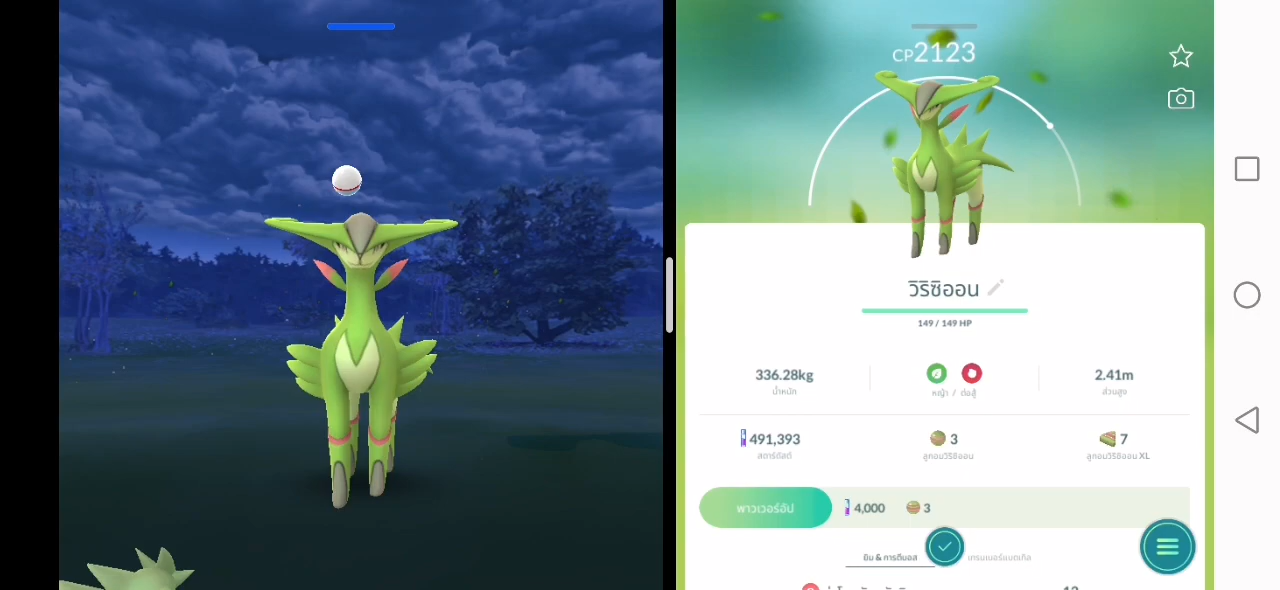 CP2123
วิริซิออน
149 / 149 HP
336.28kg
น้ำหนัก
หญ้า / ต่อสู้
2.41m
ส่วนสูง
491,393
สตาร์ดัสต์
3
ลูกอมวิริซิออน
7
ลูกอมวิริซิออน XL
พาวเวอร์อัป
4,000
3
ยิม & การตีบอส
เทรนเนอร์แบตเทิล